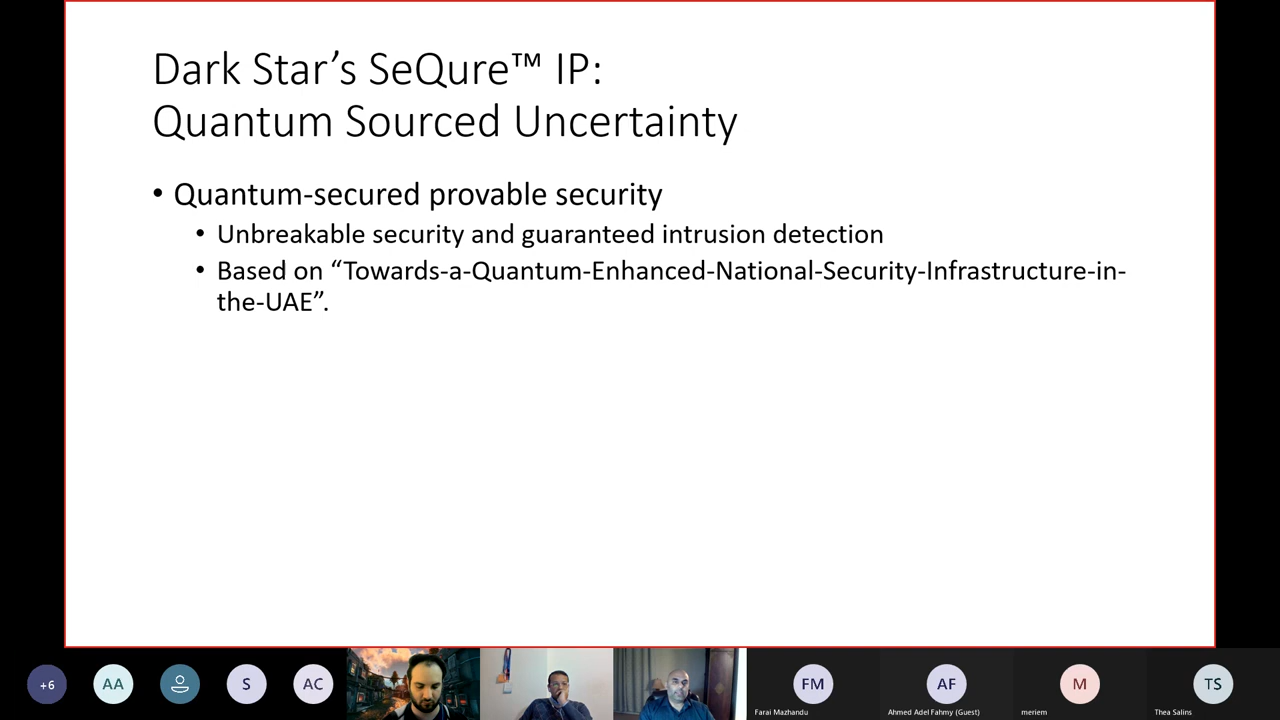 Dark Star’s SeQure™ IP:
Quantum Sourced Uncertainty
• Quantum-secured provable security
• Unbreakable security and guaranteed intrusion detection
• Based on “Towards-a-Quantum-Enhanced-National-Security-Infrastructure-in-
the-UAE”.
+6
AA
S
AC
FM
AF
M
TS
Farai Mazhandu
Ahmed Adel Fahmy (Guest)
meriem
Thea Salins